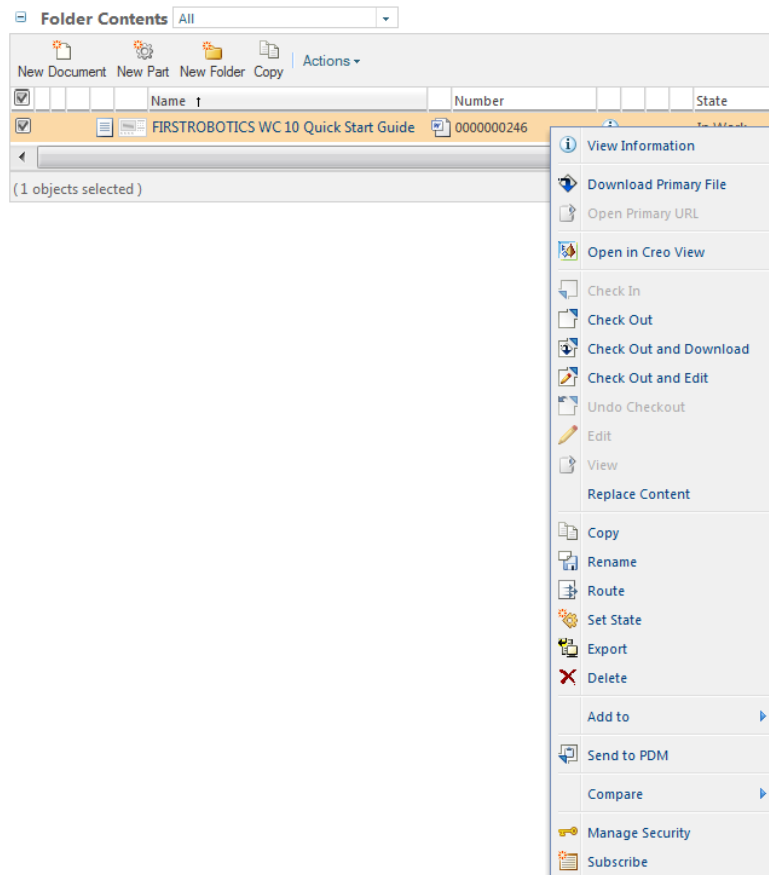 Folder Contents All
New Document New Part New Folder Copy Actions
Name ↑ Number State
FIRSTROBOTICS WC 10 Quick Start Guide 0000000246 In Work
(1 objects selected )
View Information
Download Primary File
Open Primary URL
Open in Creo View
Check In
Check Out
Check Out and Download
Check Out and Edit
Undo Checkout
Edit
View
Replace Content
Copy
Rename
Route
Set State
Export
Delete
Add to
Send to PDM
Compare
Manage Security
Subscribe